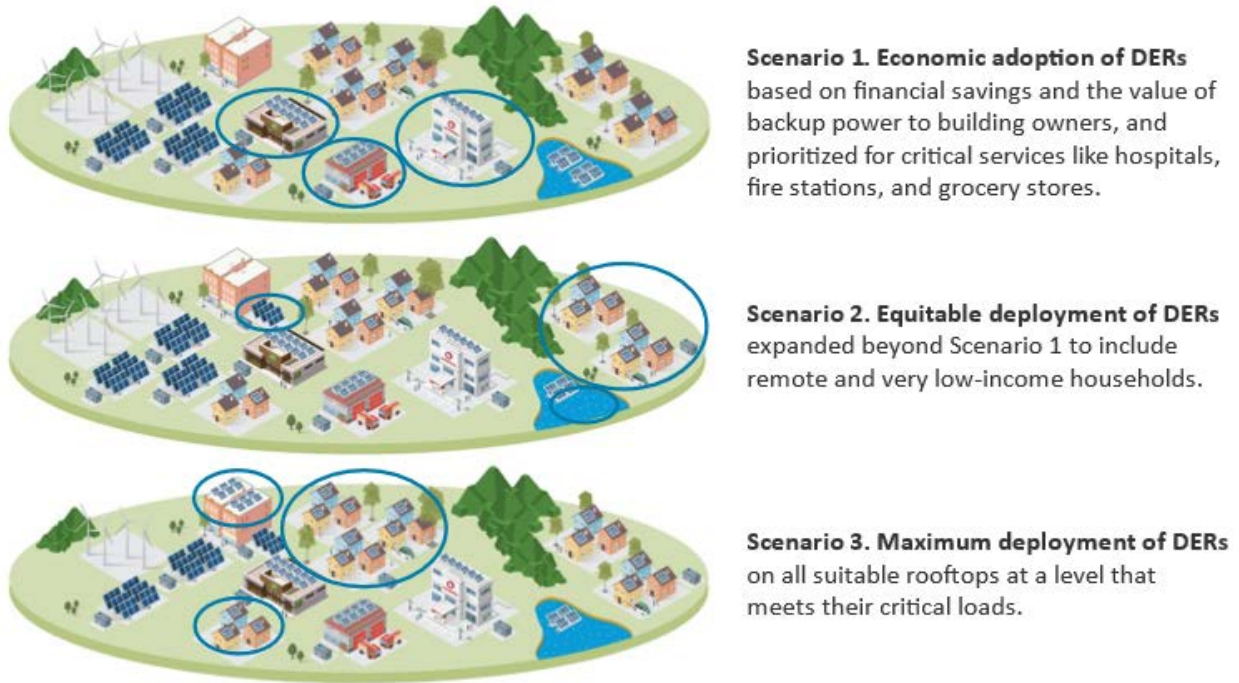 Scenario 1. Economic adoption of DERs
based on financial savings and the value of
backup power to building owners, and
prioritized for critical services like hospitals,
fire stations, and grocery stores.
Scenario 2. Equitable deployment of DERs
expanded beyond Scenario 1 to include
remote and very low-income households.
Scenario 3. Maximum deployment of DERs
on all suitable rooftops at a level that
meets their critical loads.